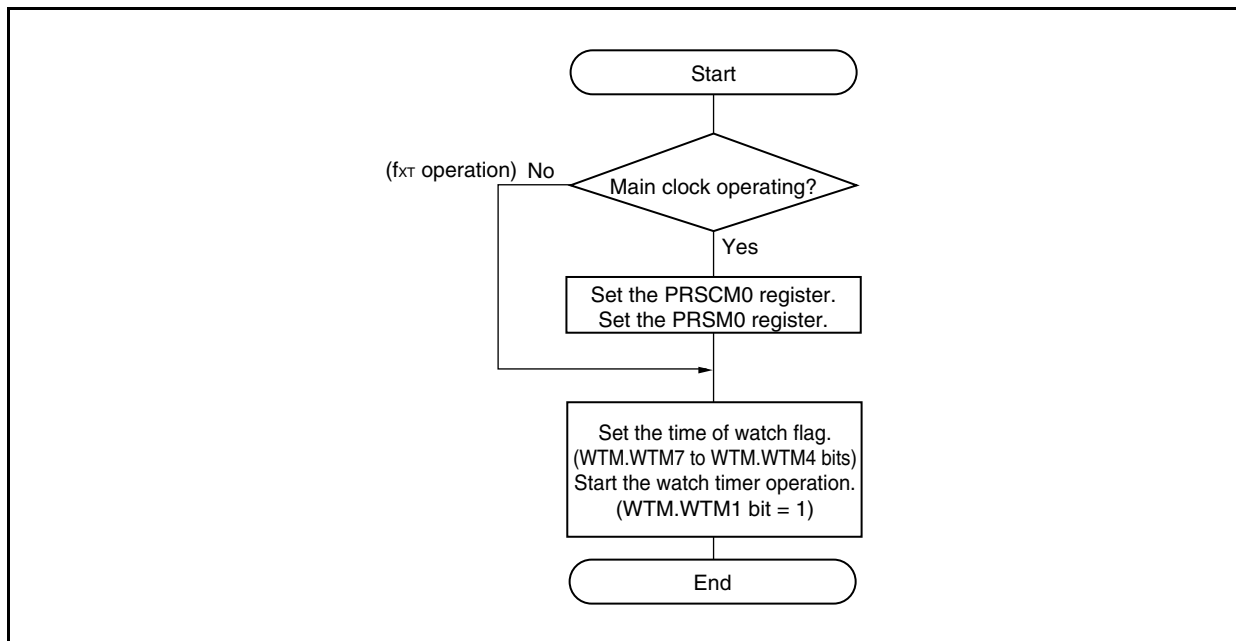 Start
(fXT operation) No
Main clock operating?
Yes
Set the PRSCM0 register.
Set the PRSM0 register.
Set the time of watch flag.
(WTM.WTM7 to WTM.WTM4 bits)
Start the watch timer operation.
(WTM.WTM1 bit = 1)
End